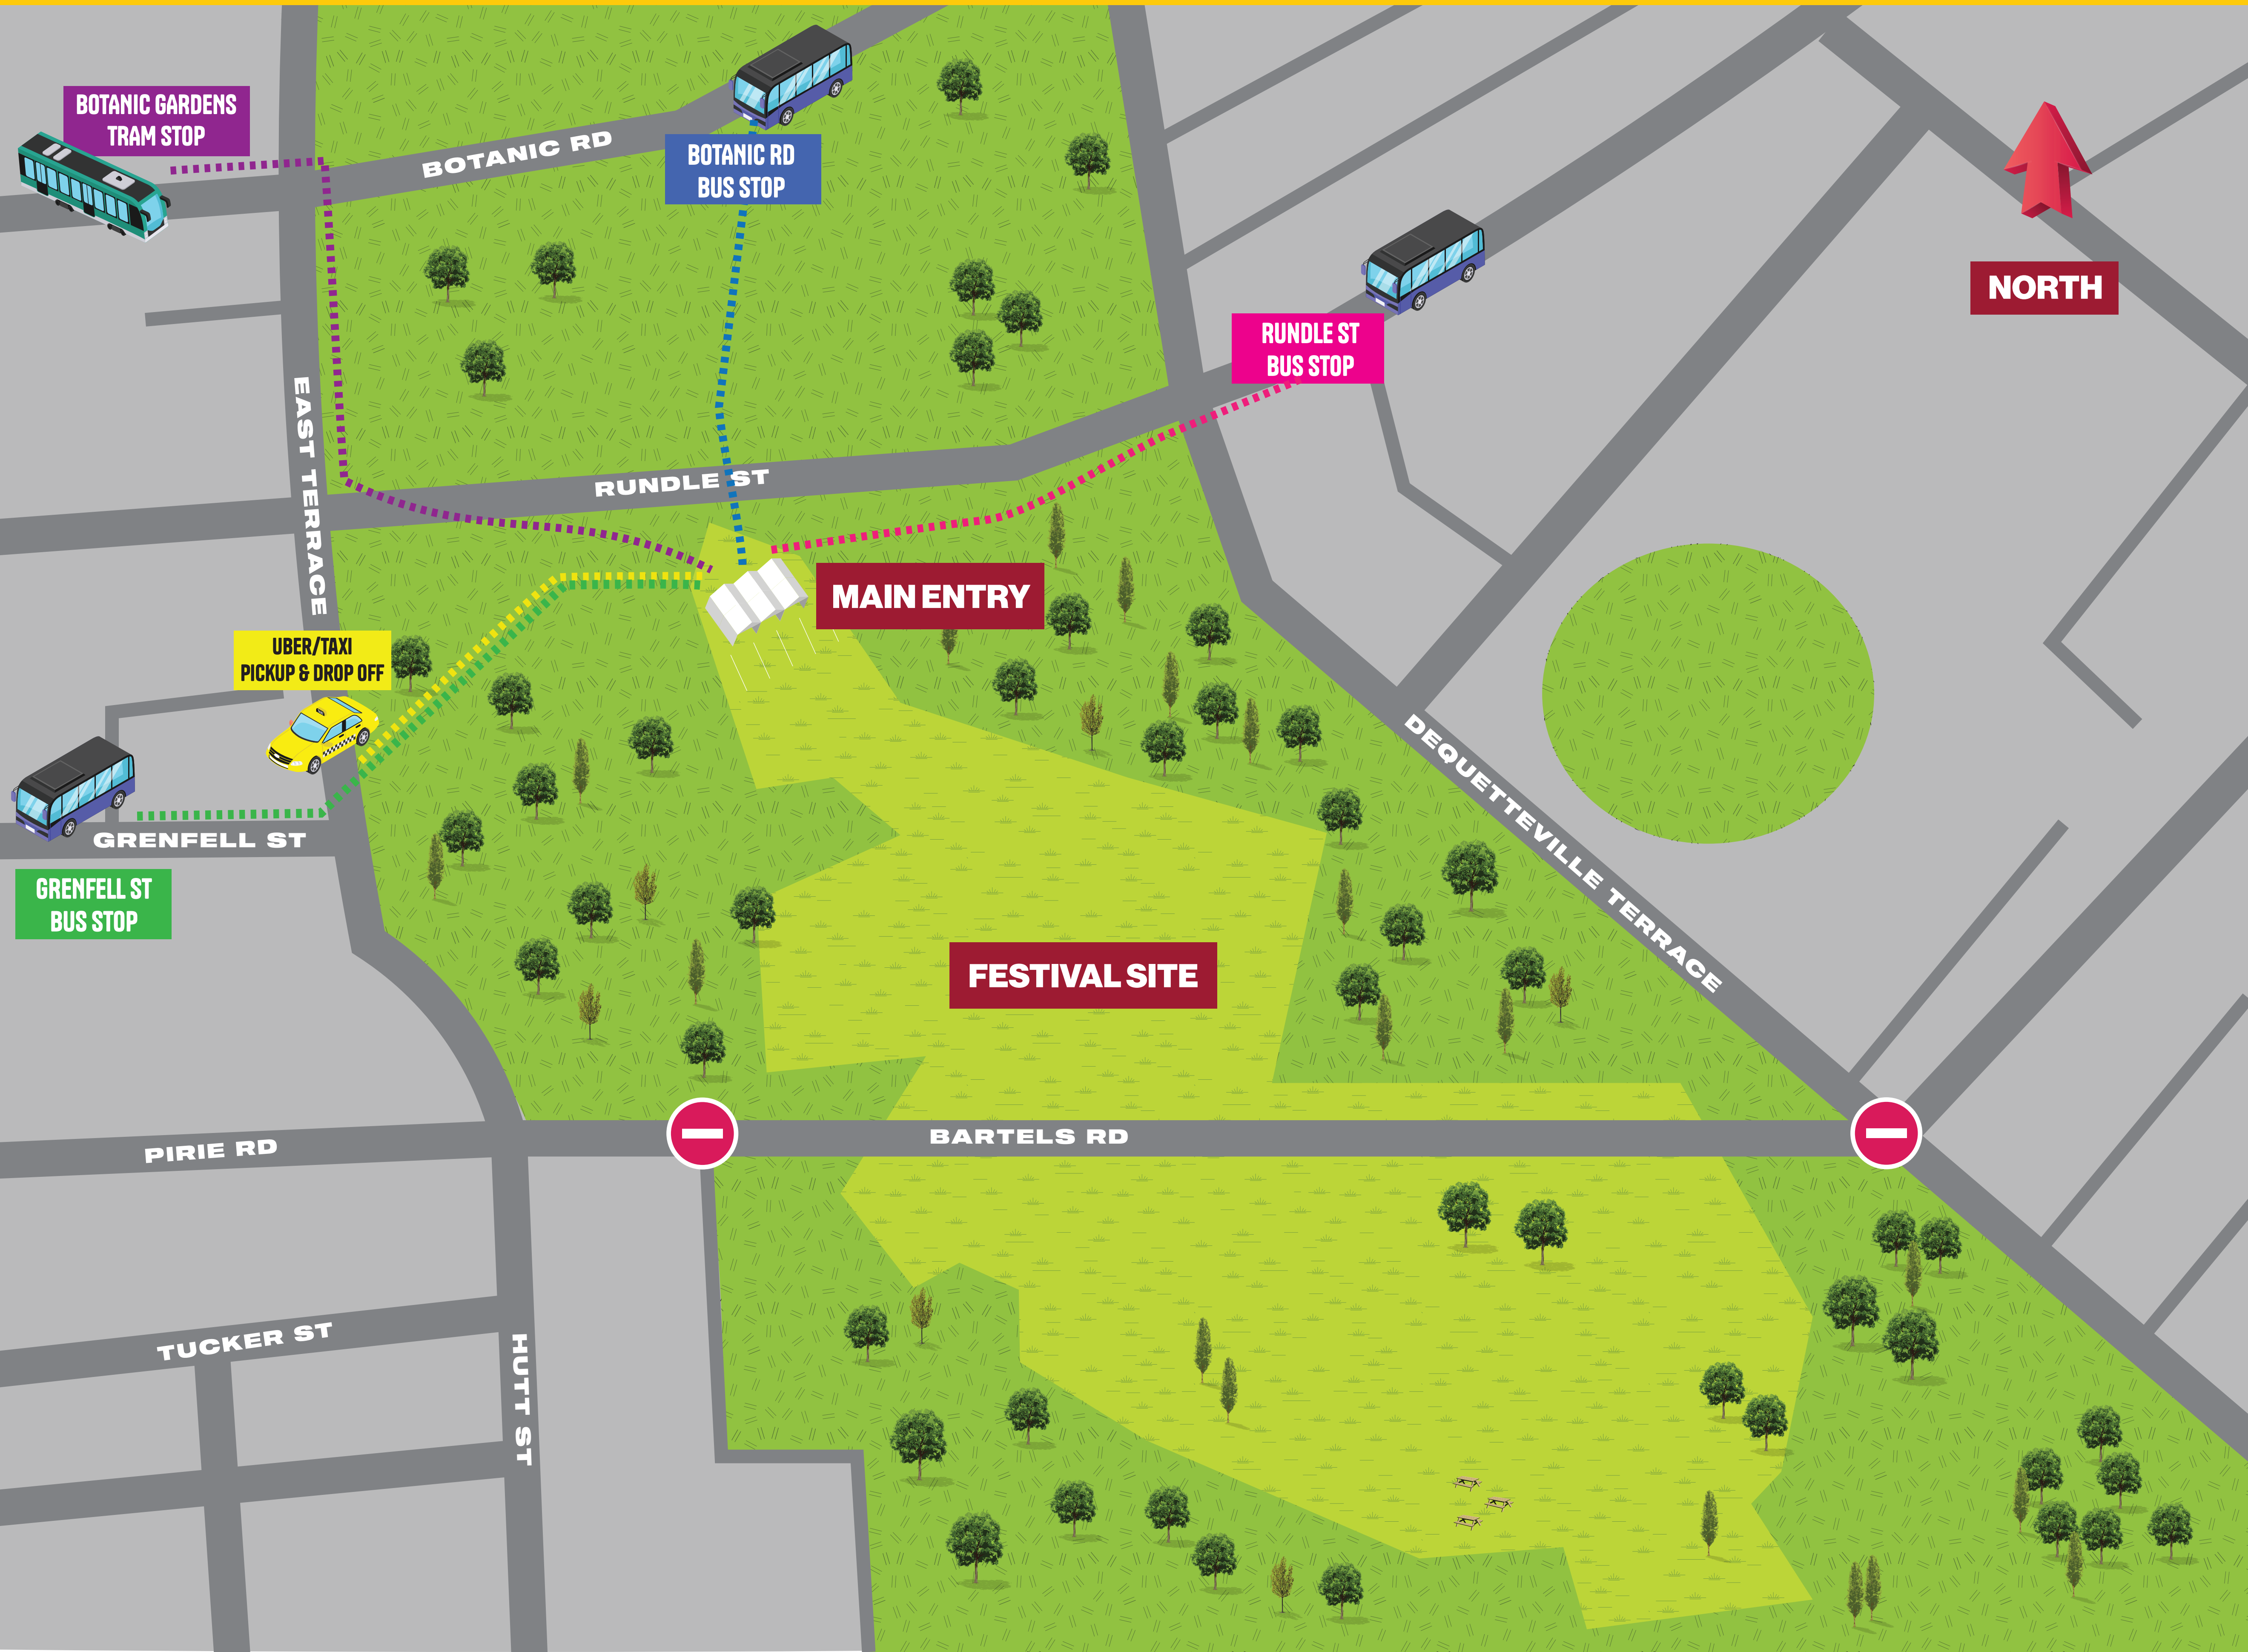 BOTANIC GARDENS
TRAM STOP
BOTANIC RD
BOTANIC RD
BUS STOP
NORTH
RUNDLE ST
BUS STOP
EAST TERRACE
RUNDLE ST
MAIN ENTRY
UBER/TAXI
PICKUP & DROP OFF
DEQUETTEVILLE TERRACE
GRENFELL ST
GRENFELL ST
BUS STOP
FESTIVAL SITE
PIRIE RD
BARTELS RD
TUCKER ST
HUTT ST